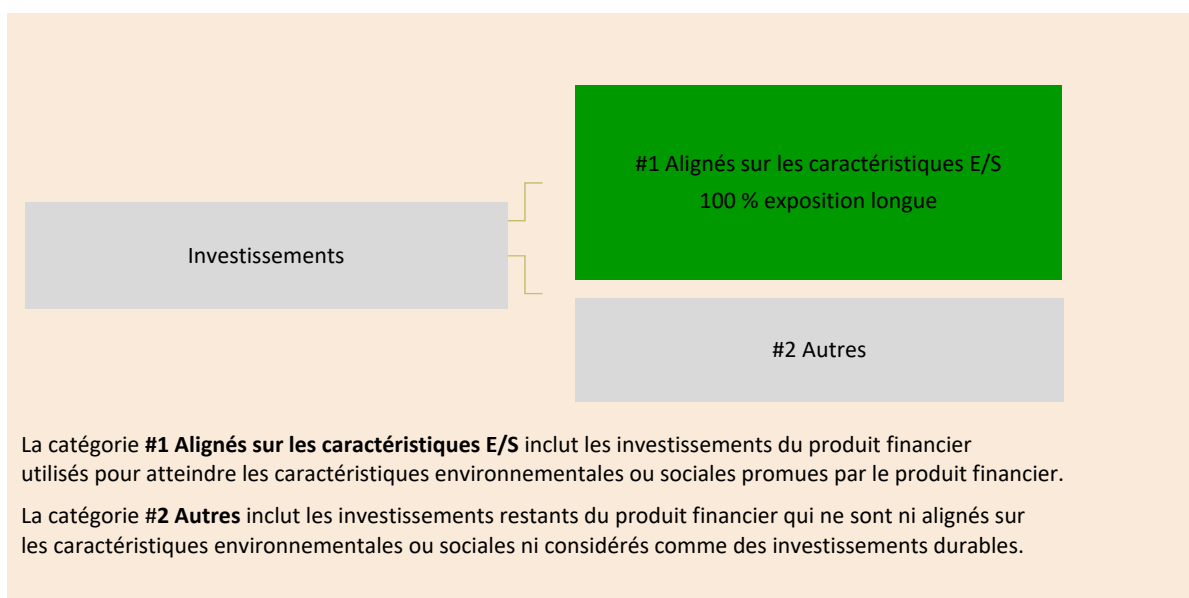 #1 Alignés sur les caractéristiques E/S
100 % exposition longue
Investissements
#2 Autres
La catégorie #1 Alignés sur les caractéristiques E/S inclut les investissements du produit financier
utilisés pour atteindre les caractéristiques environnementales ou sociales promues par le produit financier.
La catégorie #2 Autres inclut les investissements restants du produit financier qui ne sont ni alignés sur
les caractéristiques environnementales ou sociales ni considérés comme des investissements durables.